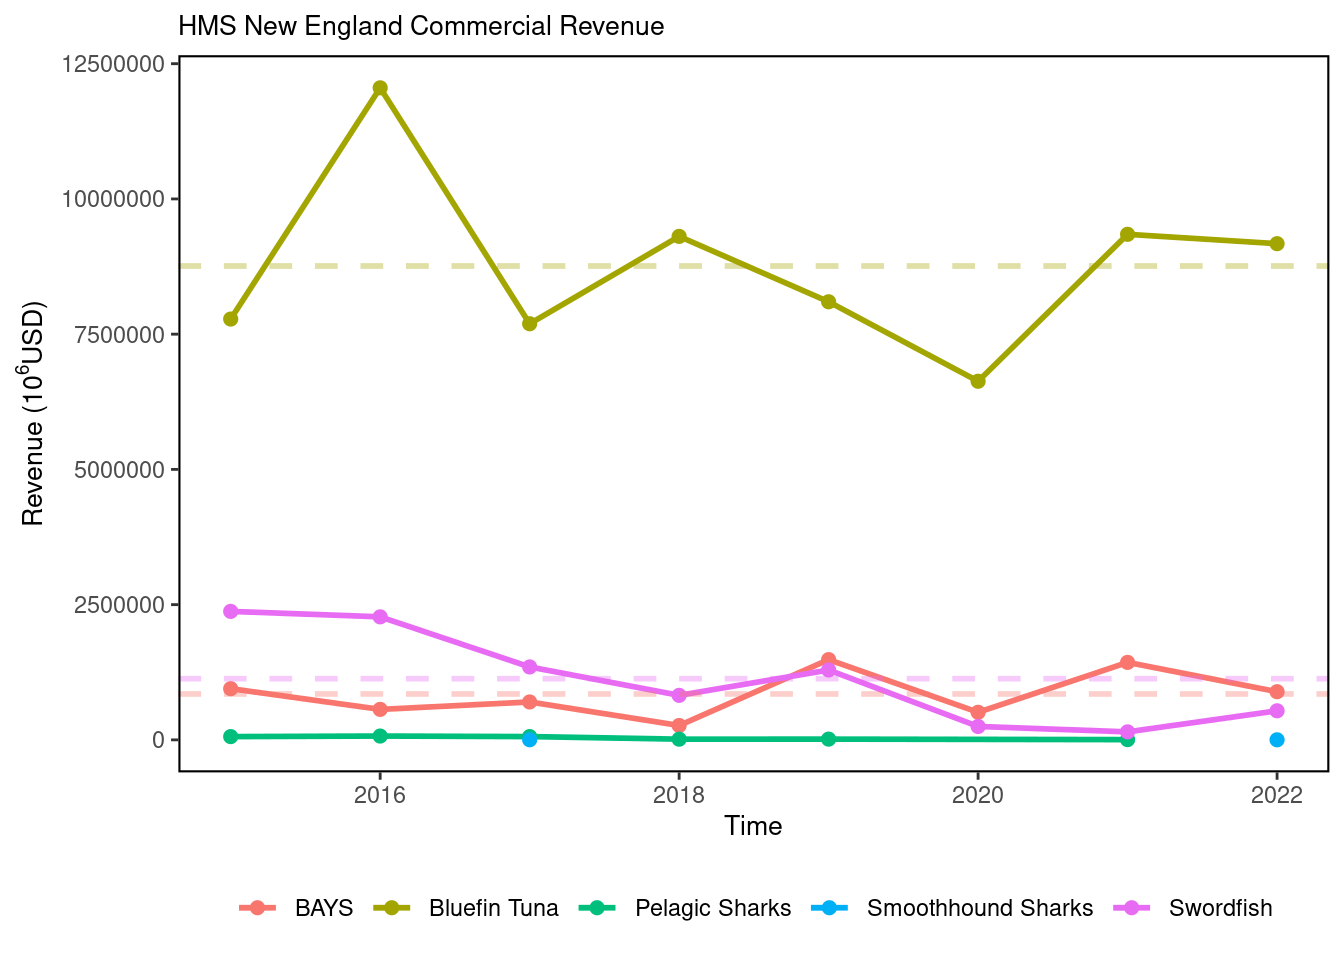 HMS New England Commercial Revenue
12500000
10000000
7500000
5000000
2500000
0
Revenue (10⁶USD)
2016 2018 2020 2022
Time
BAYS Bluefin Tuna Pelagic Sharks Smoothhound Sharks Swordfish